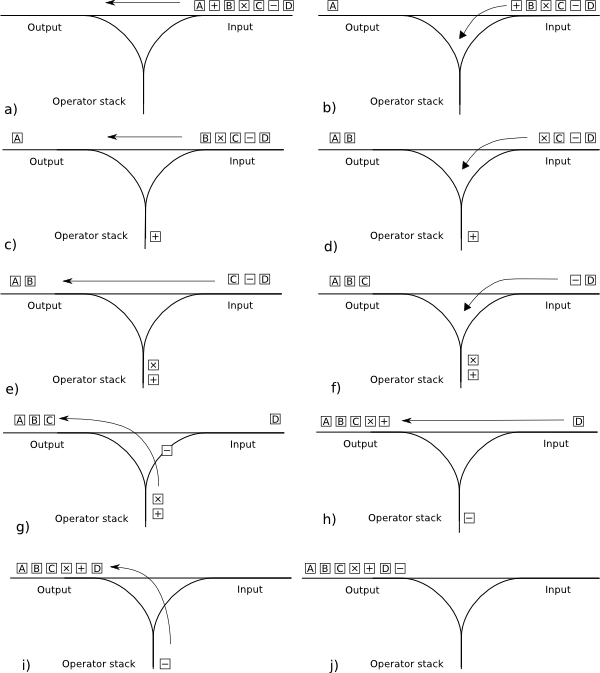 A + B × C − D
Output Input
Operator stack
a)
A + B × C − D
Output Input
Operator stack
b)
A B × C − D
Output Input
Operator stack +
c)
A B × C − D
Output Input
Operator stack +
d)
A B C − D
Output Input
×
Operator stack +
e)
A B C − D
Output Input
×
Operator stack +
f)
A B C D
Output − Input
×
Operator stack +
g)
A B C × + D
Output Input
Operator stack −
h)
A B C × + D
Output Input
Operator stack −
i)
A B C × + D −
Output Input
Operator stack
j)